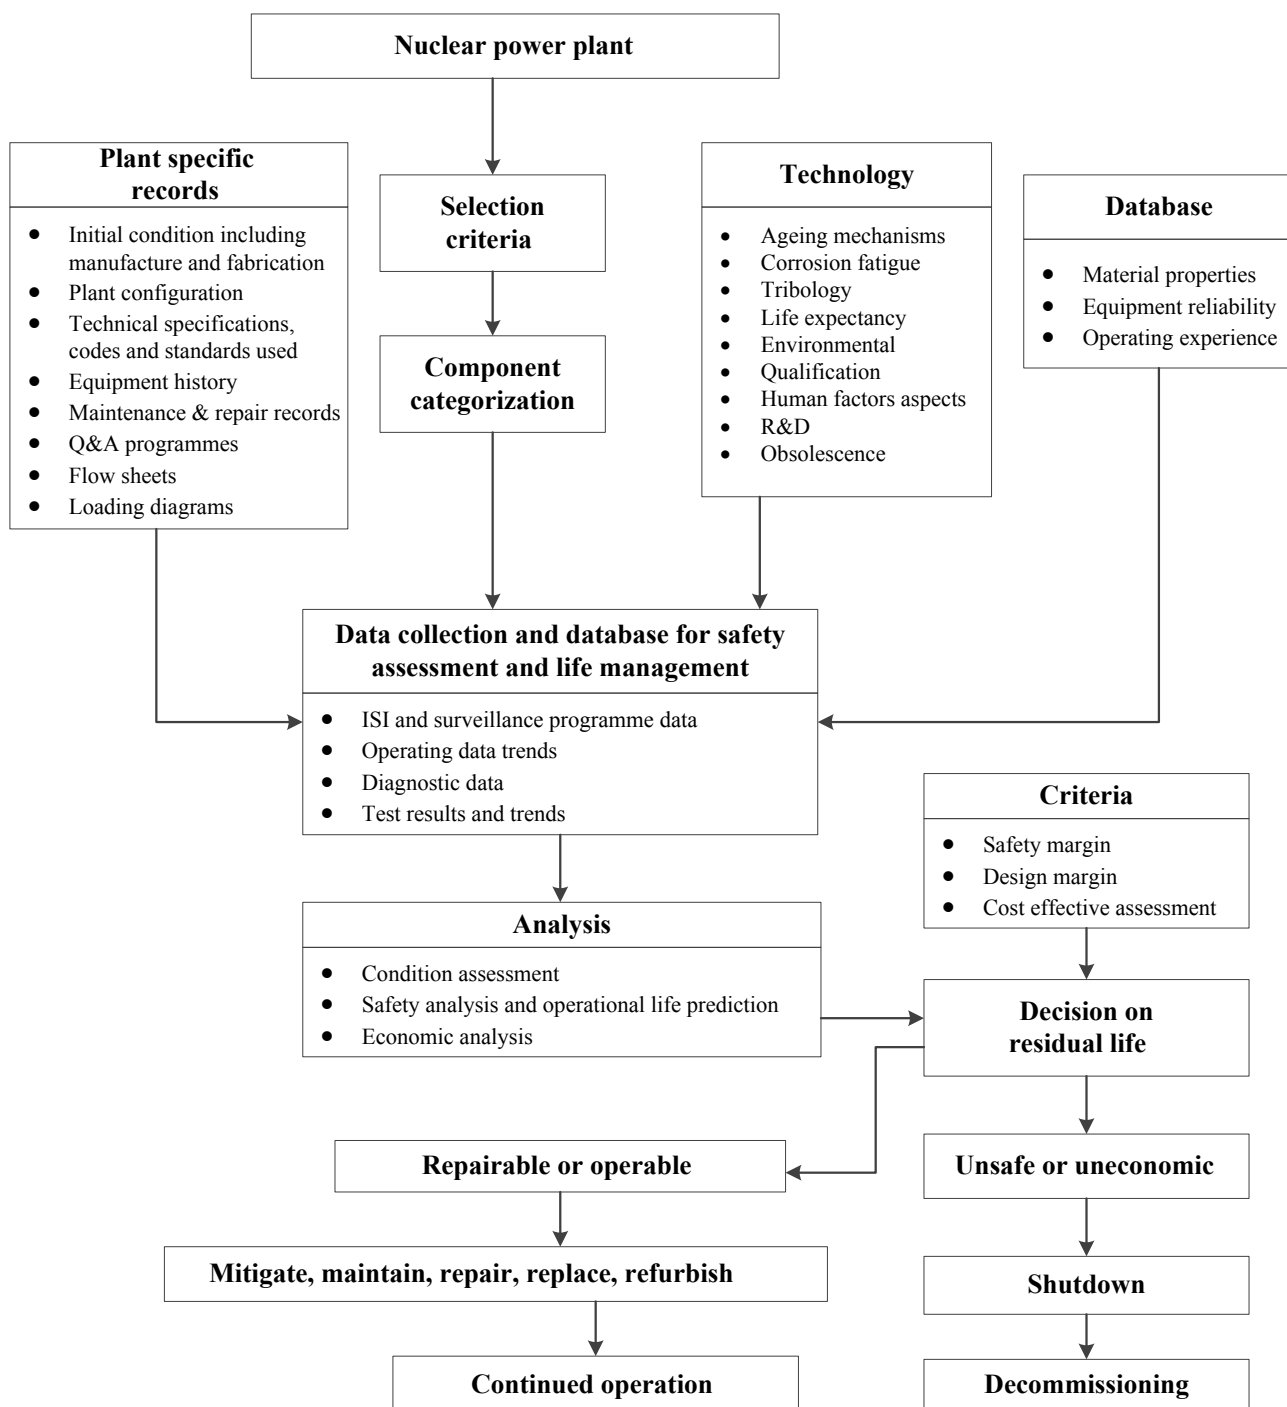 Nuclear power plant
Plant specific
records
● Initial condition including
manufacture and fabrication
● Plant configuration
● Technical specifications,
codes and standards used
● Equipment history
● Maintenance & repair records
● Q&A programmes
● Flow sheets
● Loading diagrams
Selection
criteria
Component
categorization
Technology
● Ageing mechanisms
● Corrosion fatigue
● Tribology
● Life expectancy
● Environmental
● Qualification
● Human factors aspects
● R&D
● Obsolescence
Database
● Material properties
● Equipment reliability
● Operating experience
Data collection and database for safety
assessment and life management
● ISI and surveillance programme data
● Operating data trends
● Diagnostic data
● Test results and trends
Criteria
● Safety margin
● Design margin
● Cost effective assessment
Analysis
● Condition assessment
● Safety analysis and operational life prediction
● Economic analysis
Decision on
residual life
Repairable or operable
Unsafe or uneconomic
Mitigate, maintain, repair, replace, refurbish
Shutdown
Continued operation
Decommissioning